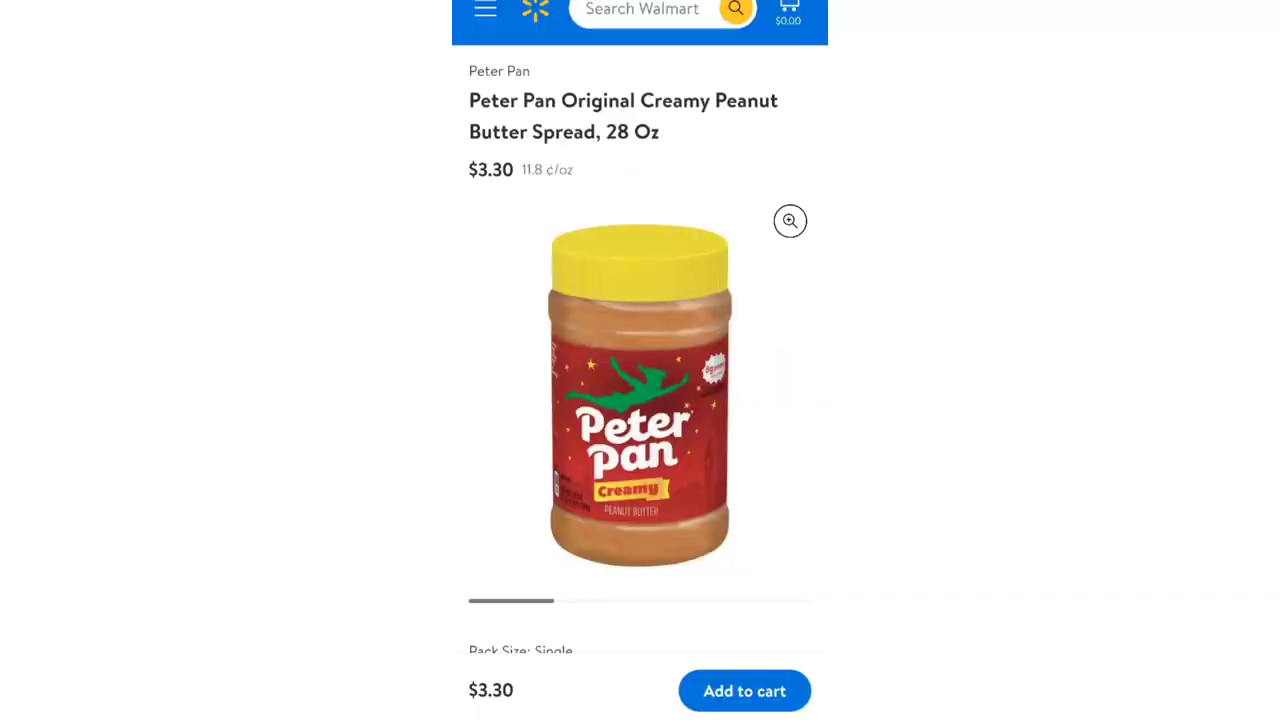 Search Walmart
$0.00
Peter Pan
Peter Pan Original Creamy Peanut
Butter Spread, 28 Oz
$3.30 11.8 ¢/oz
Peter
Pan
Creamy
PEANUT BUTTER
Pack Size: Single
$3.30
Add to cart